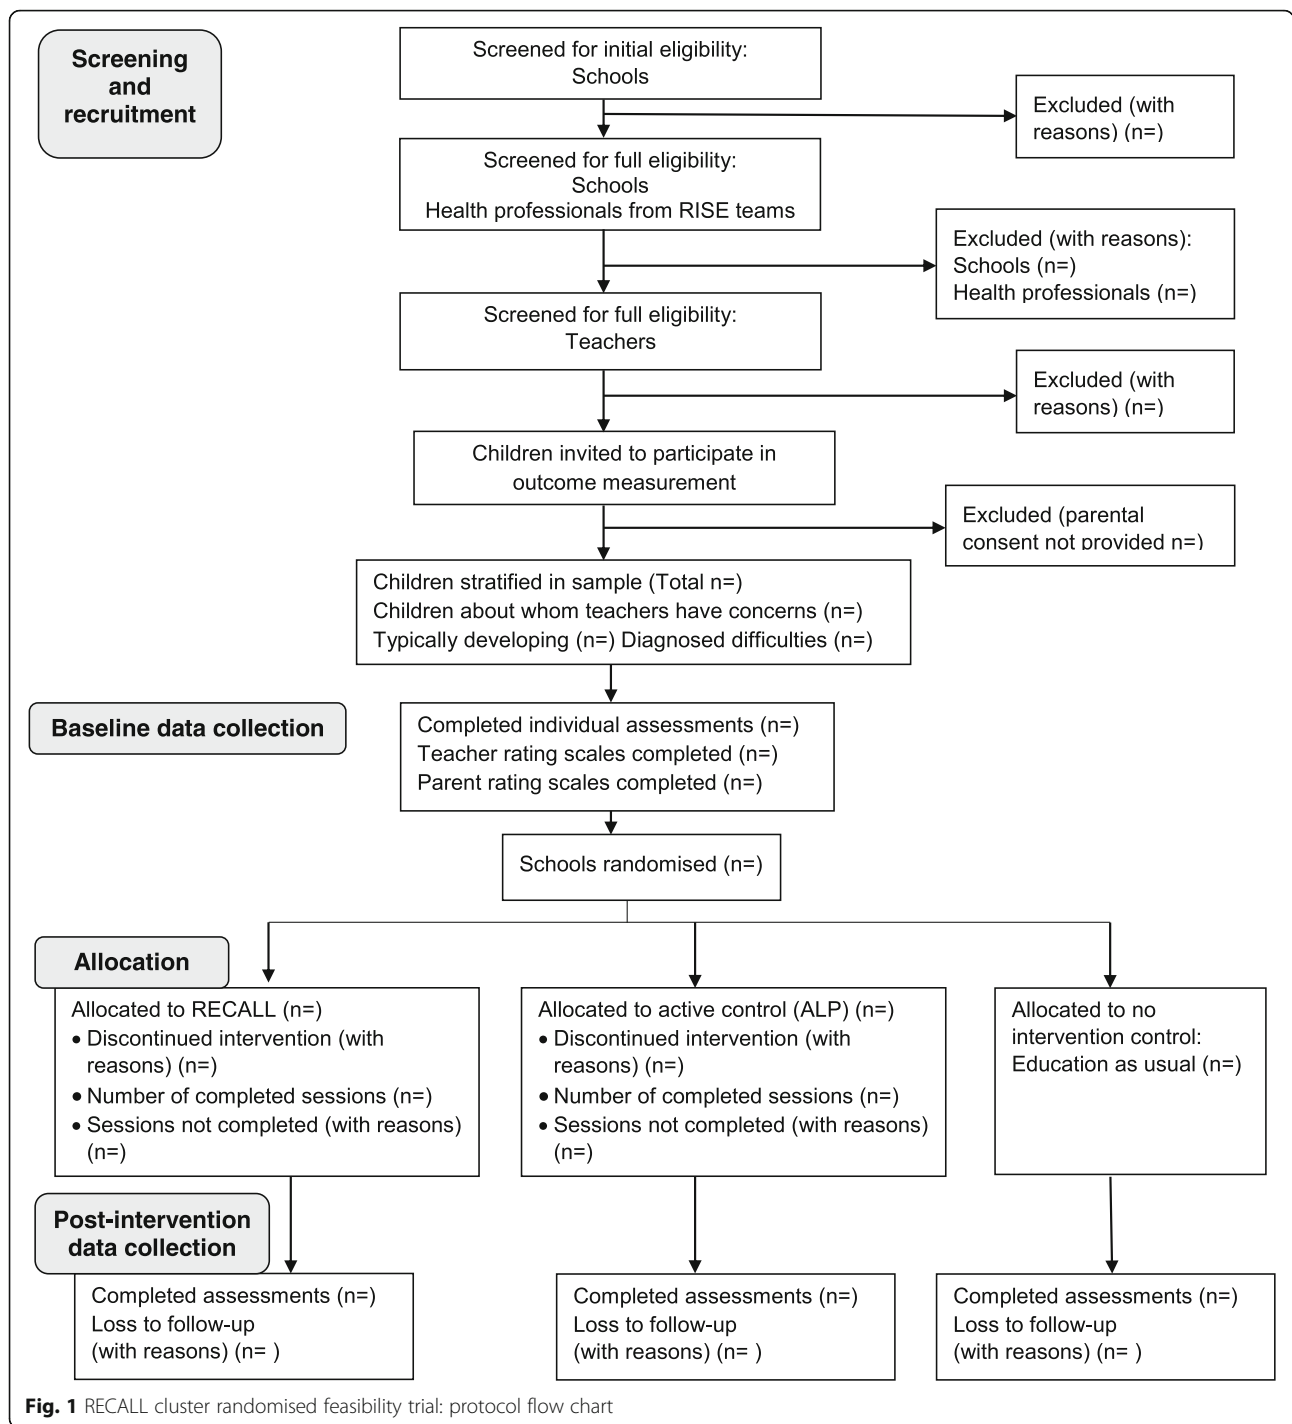 Screening
and
recruitment
Screened for initial eligibility:
Schools
Excluded (with
reasons) (n=)
Screened for full eligibility:
Schools
Health professionals from RISE teams
Excluded (with reasons):
Schools (n=)
Health professionals (n=)
Screened for full eligibility:
Teachers
Excluded (with
reasons) (n=)
Children invited to participate in
outcome measurement
Excluded (parental
consent not provided n=)
Children stratified in sample (Total n=)
Children about whom teachers have concerns (n=)
Typically developing (n=) Diagnosed difficulties (n=)
Baseline data collection
Completed individual assessments (n=)
Teacher rating scales completed (n=)
Parent rating scales completed (n=)
Schools randomised (n=)
Allocation
Allocated to RECALL (n=)
• Discontinued intervention (with
reasons) (n=)
• Number of completed sessions (n=)
• Sessions not completed (with reasons)
(n=)
Allocated to active control (ALP) (n=)
• Discontinued intervention (with
reasons) (n=)
• Number of completed sessions (n=)
• Sessions not completed (with reasons)
(n=)
Allocated to no
intervention control:
Education as usual (n=)
Post-intervention
data collection
Completed assessments (n=)
Loss to follow-up
(with reasons) (n= )
Completed assessments (n=)
Loss to follow-up
(with reasons) (n= )
Completed assessments (n=)
Loss to follow-up
(with reasons) (n= )
Fig. 1 RECALL cluster randomised feasibility trial: protocol flow chart